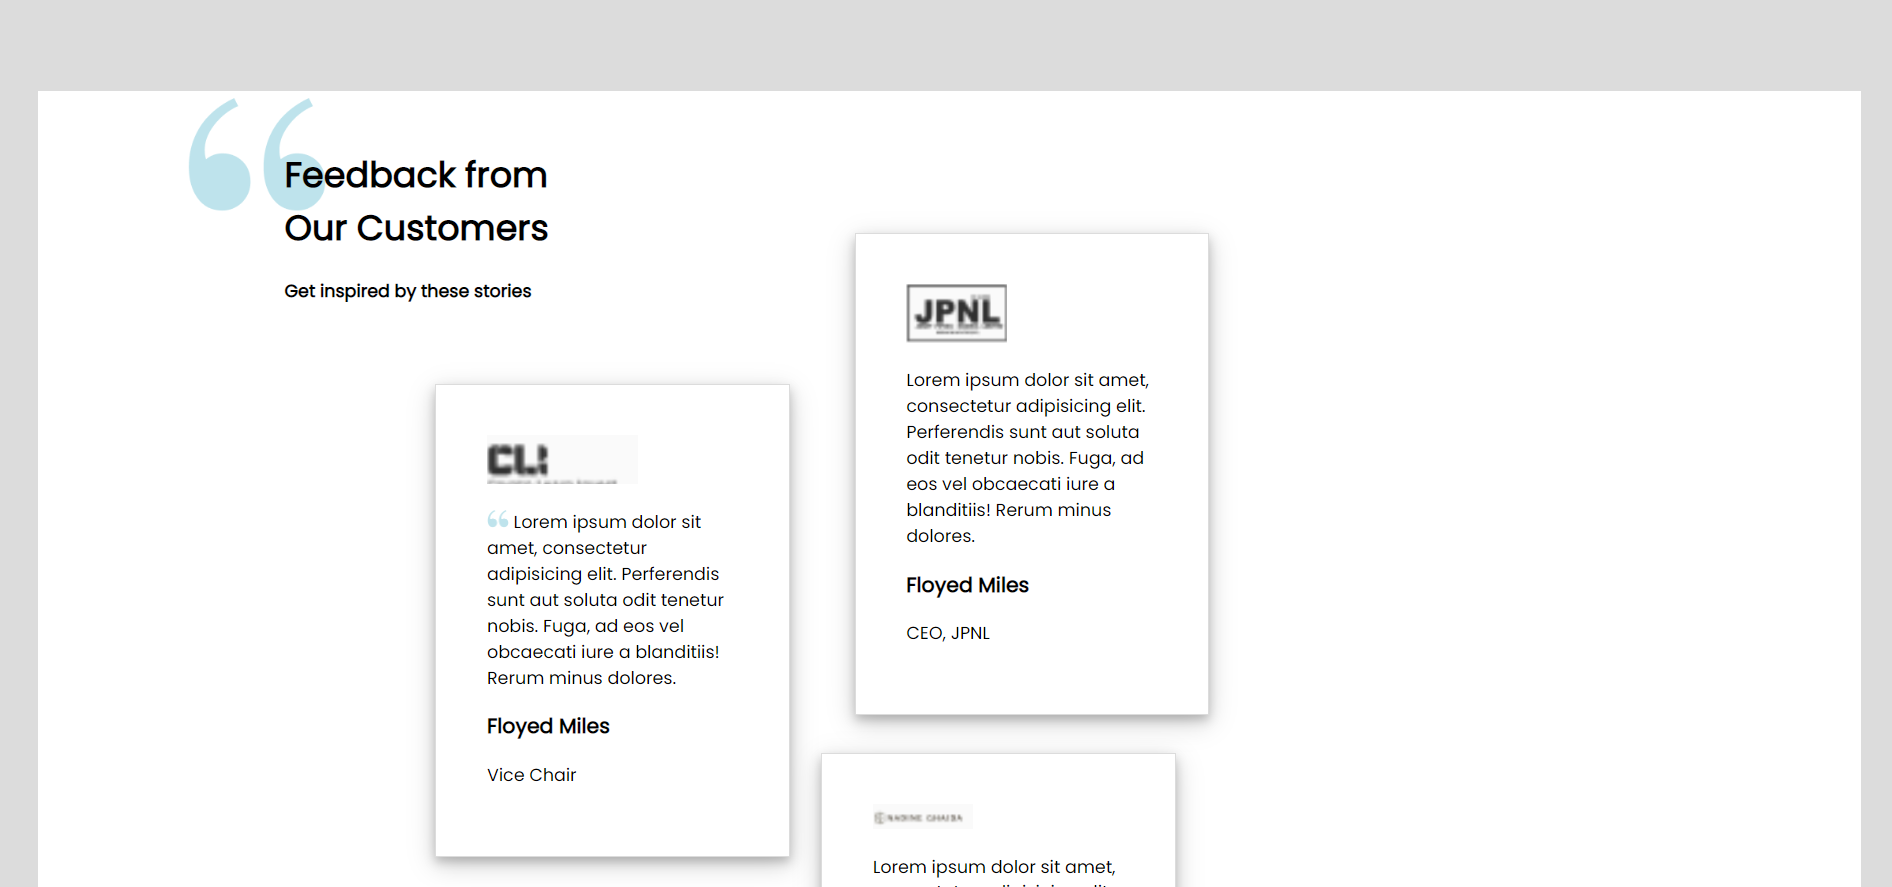 Feedback from
Our Customers
Get inspired by these stories
CLI
“ Lorem ipsum dolor sit
amet, consectetur
adipisicing elit. Perferendis
sunt aut soluta odit tenetur
nobis. Fuga, ad eos vel
obcaecati iure a blanditiis!
Rerum minus dolores.
Floyed Miles
Vice Chair
JPNL
Lorem ipsum dolor sit amet,
consectetur adipisicing elit.
Perferendis sunt aut soluta
odit tenetur nobis. Fuga, ad
eos vel obcaecati iure a
blanditiis! Rerum minus
dolores.
Floyed Miles
CEO, JPNL
NADINE GHAIBA
Lorem ipsum dolor sit amet,